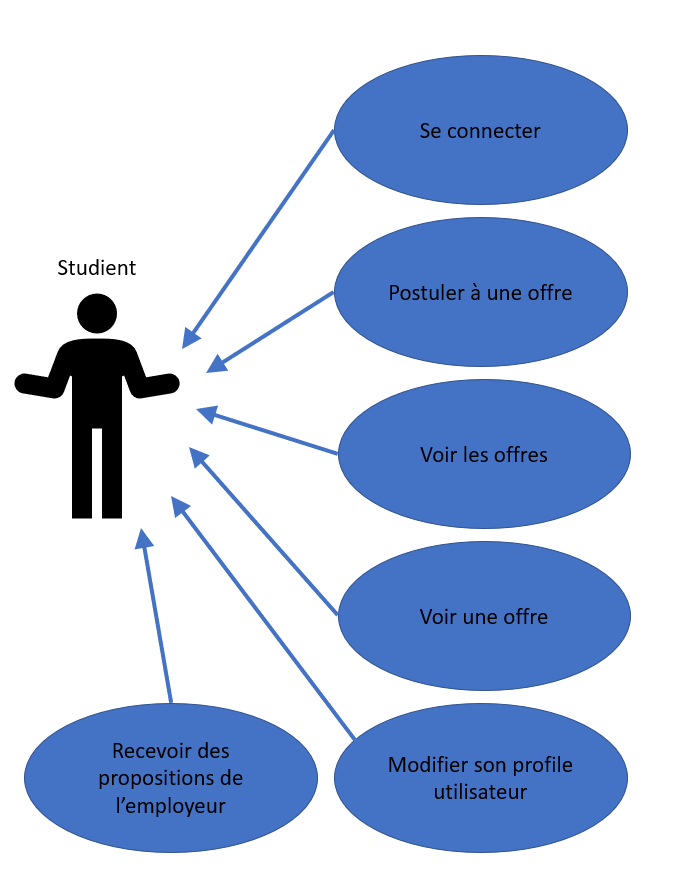 Se connecter
Studient
Postuler à une offre
Voir les offres
Voir une offre
Recevoir des
propositions de
l’employeur
Modifier son profile
utilisateur